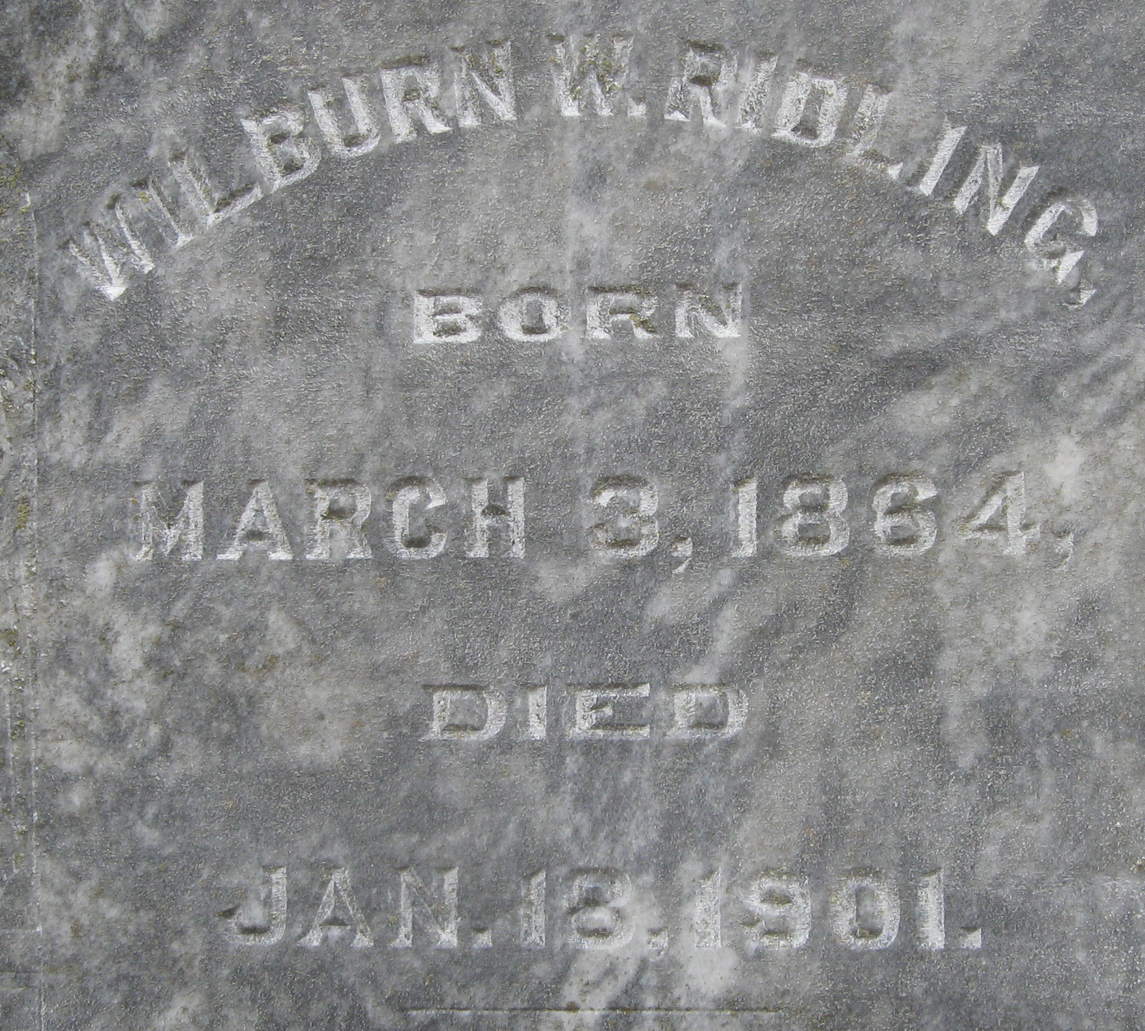 WILBURN W. RIDLING,
BORN
MARCH 3, 1864,
DIED
JAN. 18, 1901.